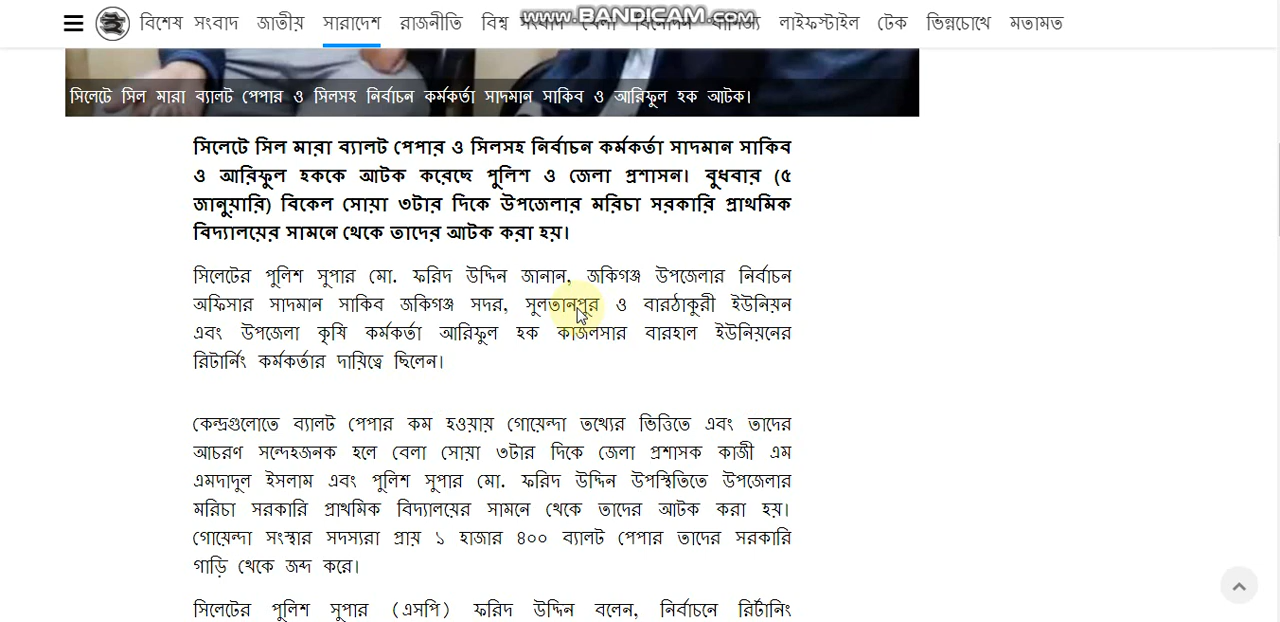 বিশেষ সংবাদ জাতীয় সারাদেশ রাজনীতি বিশ্ব সংবাদ খেলা বিনোদন বাণিজ্য লাইফস্টাইল টেক ভিন্নচোখে মতামত
www.BANDICAM.com
সিলেটে সিল মারা ব্যালট পেপার ও সিলসহ নির্বাচন কর্মকর্তা সাদমান সাকিব ও আরিফুল হক আটক।
সিলেটে সিল মারা ব্যালট পেপার ও সিলসহ নির্বাচন কর্মকর্তা সাদমান সাকিব
ও আরিফুল হককে আটক করেছে পুলিশ ও জেলা প্রশাসন। বুধবার (৫
জানুয়ারি) বিকেল সোয়া ৩টার দিকে উপজেলার মরিচা সরকারি প্রাথমিক
বিদ্যালয়ের সামনে থেকে তাদের আটক করা হয়।
সিলেটের পুলিশ সুপার মো. ফরিদ উদ্দিন জানান, জকিগঞ্জ উপজেলার নির্বাচন
অফিসার সাদমান সাকিব জকিগঞ্জ সদর, সুলতানপুর ও বারঠাকুরী ইউনিয়ন
এবং উপজেলা কৃষি কর্মকর্তা আরিফুল হক কাজলসার বারহাল ইউনিয়নের
রিটার্নিং কর্মকর্তার দায়িত্বে ছিলেন।
কেন্দ্রগুলোতে ব্যালট পেপার কম হওয়ায় গোয়েন্দা তথ্যের ভিত্তিতে এবং তাদের
আচরণ সন্দেহজনক হলে বেলা সোয়া ৩টার দিকে জেলা প্রশাসক কাজী এম
এমদাদুল ইসলাম এবং পুলিশ সুপার মো. ফরিদ উদ্দিন উপস্থিতিতে উপজেলার
মরিচা সরকারি প্রাথমিক বিদ্যালয়ের সামনে থেকে তাদের আটক করা হয়।
গোয়েন্দা সংস্থার সদস্যরা প্রায় ১ হাজার ৪০০ ব্যালট পেপার তাদের সরকারি
গাড়ি থেকে জব্দ করে।
সিলেটের পুলিশ সুপার (এসপি) ফরিদ উদ্দিন বলেন, নির্বাচনে রিটার্নিং